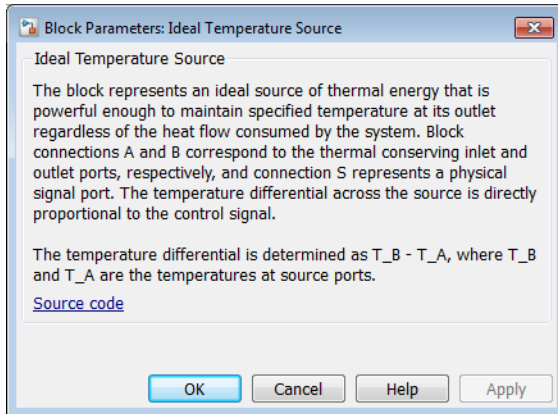 Block Parameters: Ideal Temperature Source
Ideal Temperature Source
The block represents an ideal source of thermal energy that is
powerful enough to maintain specified temperature at its outlet
regardless of the heat flow consumed by the system. Block
connections A and B correspond to the thermal conserving inlet and
outlet ports, respectively, and connection S represents a physical
signal port. The temperature differential across the source is directly
proportional to the control signal.
The temperature differential is determined as T_B - T_A, where T_B
and T_A are the temperatures at source ports.
Source code
OK Cancel Help Apply